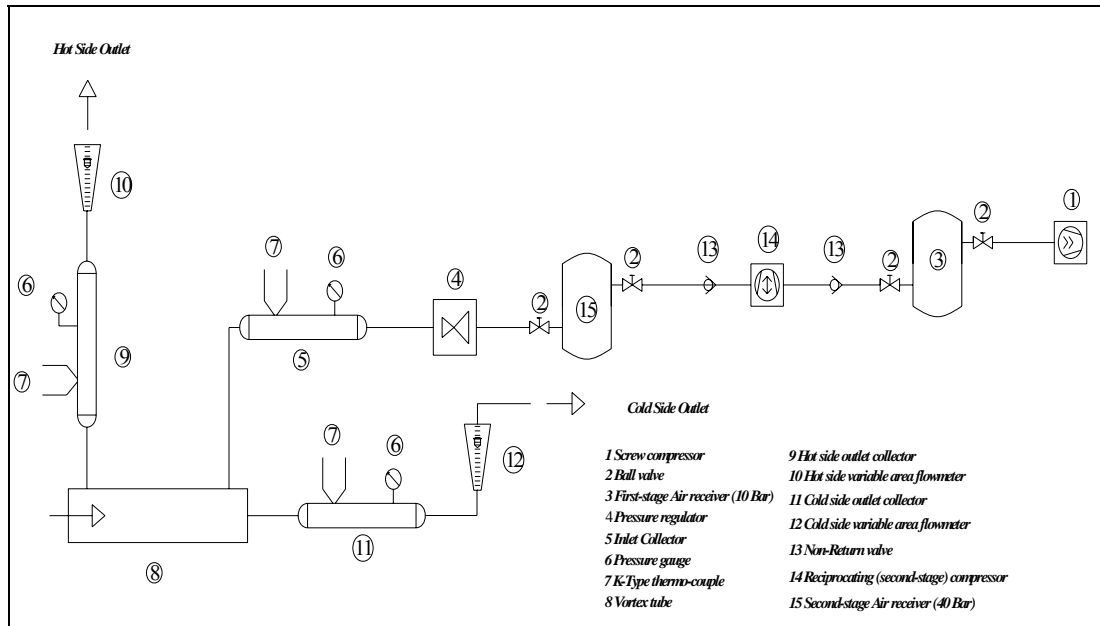 Hot Side Outlet
10
7
6
6
4
2
15
2
13
14
13
2
3
2
1
9
7
5
7
6
12
11
8
Cold Side Outlet
1 Screw compressor
2 Ball valve
3 First-stage Air receiver (10 Bar)
4 Pressure regulator
5 Inlet Collector
6 Pressure gauge
7 K-Type thermo-couple
8 Vortex tube
9 Hot side outlet collector
10 Hot side variable area flowmeter
11 Cold side outlet collector
12 Cold side variable area flowmeter
13 Non-Return valve
14 Reciprocating (second-stage) compressor
15 Second-stage Air receiver (40 Bar)